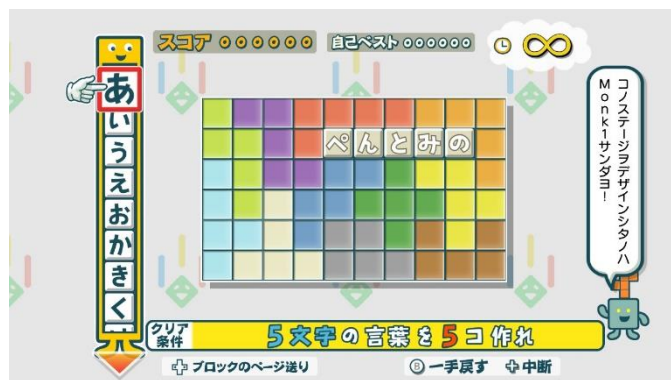 スコア 000000
自己ベスト 000000
∞
あ
い
う
え
お
か
き
く
ぺんとみの
コノステージヲデザインシタノハ
Monk1サンダヨ!
クリア
条件
5文字の言葉を5コ作れ
ブロックのページ送り
B 一手戻す
中断